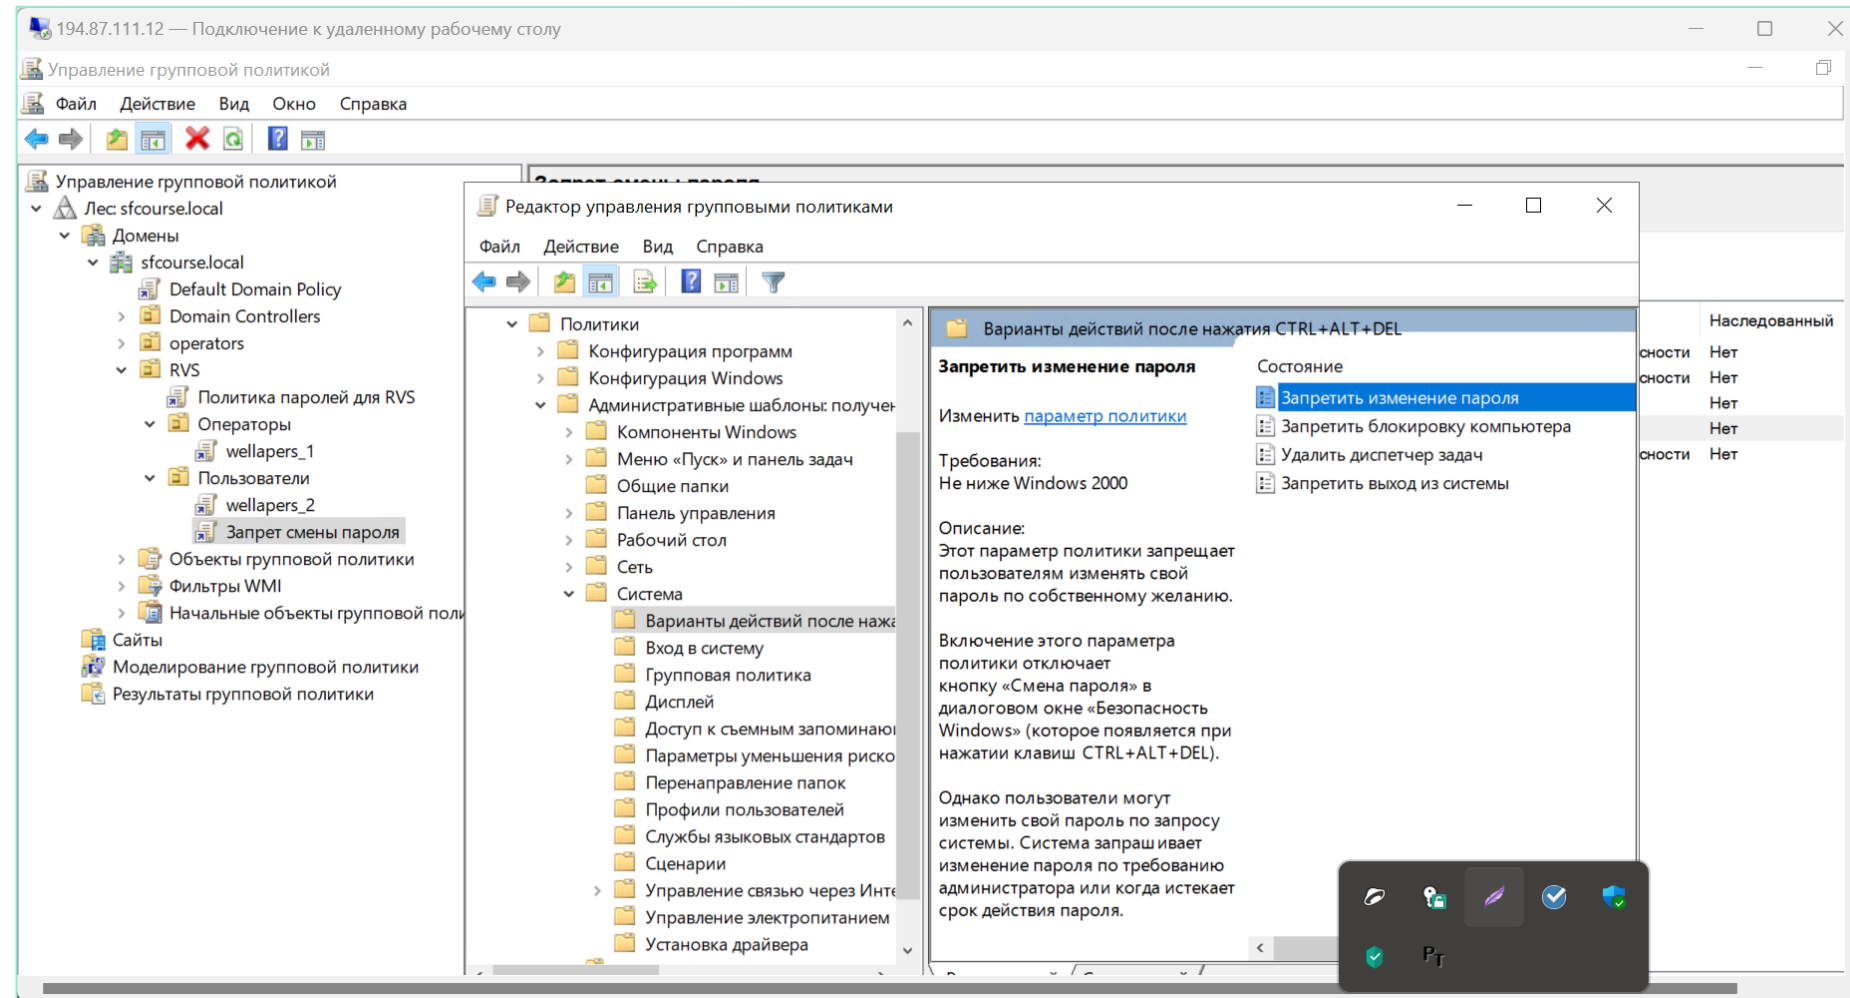 194.87.111.12 — Подключение к удаленному рабочему столу
Управление групповой политикой
Файл Действие Вид Окно Справка
Управление групповой политикой
Лес: sfcourse.local
Домены
sfcourse.local
Default Domain Policy
Domain Controllers
operators
RVS
Политика паролей для RVS
Операторы
wellapers_1
Пользователи
wellapers_2
Запрет смены пароля
Объекты групповой политики
Фильтры WMI
Начальные объекты групповой поли
Сайты
Моделирование групповой политики
Результаты групповой политики
Запрет смены пароля
Редактор управления групповыми политиками
Файл Действие Вид Справка
Политики
Конфигурация программ
Конфигурация Windows
Административные шаблоны: получен
Компоненты Windows
Меню «Пуск» и панель задач
Общие папки
Панель управления
Рабочий стол
Сеть
Система
Варианты действий после нажа
Вход в систему
Групповая политика
Дисплей
Доступ к съемным запоминаю
Параметры уменьшения риско
Перенаправление папок
Профили пользователей
Службы языковых стандартов
Сценарии
Управление связью через Инте
Управление электропитанием
Установка драйвера
Варианты действий после нажатия CTRL+ALT+DEL
Запретить изменение пароля
Изменить параметр политики
Требования:
Не ниже Windows 2000
Описание:
Этот параметр политики запрещает
пользователям изменять свой
пароль по собственному желанию.
Включение этого параметра
политики отключает
кнопку «Смена пароля» в
диалоговом окне «Безопасность
Windows» (которое появляется при
нажатии клавиш CTRL+ALT+DEL).
Однако пользователи могут
изменить свой пароль по запросу
системы. Система запрашивает
изменение пароля по требованию
администратора или когда истекает
срок действия пароля.
Состояние
Запретить изменение пароля
Запретить блокировку компьютера
Удалить диспетчер задач
Запретить выход из системы
Наследованный
сности Нет
сности Нет
Нет
Нет
сности Нет
PT